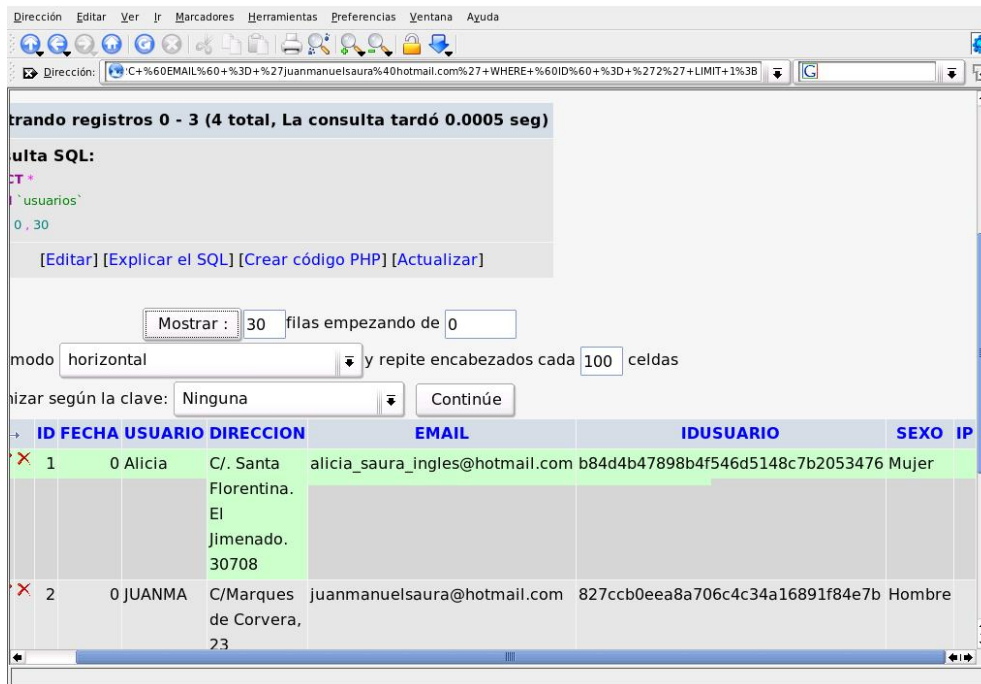 Dirección Editar Ver Ir Marcadores Herramientas Preferencias Ventana Ayuda
Dirección: 'C+%60EMAIL%60+%3D+%27juanmanuelsaura%40hotmail.com%27+WHERE+%60ID%60+%3D+%272%27+LIMIT+1%3B
trando registros 0 - 3 (4 total, La consulta tardó 0.0005 seg)
ulta SQL:
CT *
`usuarios`
0 , 30
[Editar] [Explicar el SQL] [Crear código PHP] [Actualizar]
Mostrar : 30 filas empezando de 0
modo horizontal y repite encabezados cada 100 celdas
nizar según la clave: Ninguna Continúe
ID FECHA USUARIO DIRECCION EMAIL IDUSUARIO SEXO IP
1 0 Alicia C/. Santa alicia_saura_ingles@hotmail.com b84d4b47898b4f546d5148c7b2053476 Mujer
Florentina.
El
Jimenado.
30708
2 0 JUANMA C/Marques juanmanuelsaura@hotmail.com 827ccb0eea8a706c4c34a16891f84e7b Hombre
de Corvera,
23